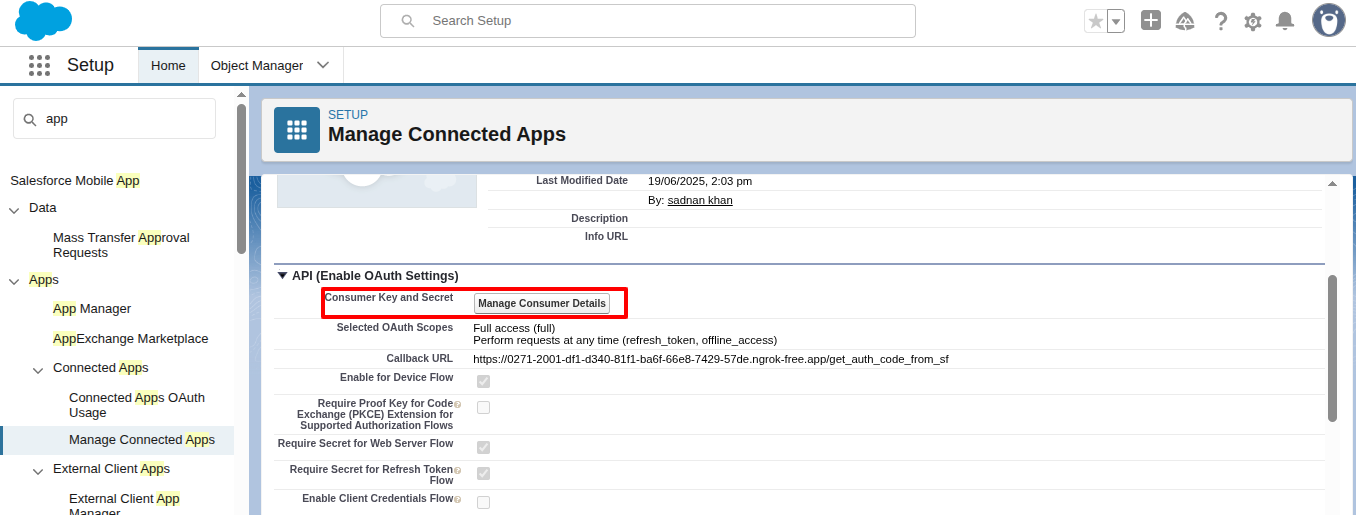 Search Setup
Setup
Home
Object Manager
app
Salesforce Mobile App
Data
Mass Transfer Approval
Requests
Apps
App Manager
AppExchange Marketplace
Connected Apps
Connected Apps OAuth
Usage
Manage Connected Apps
External Client Apps
External Client App
Manager
SETUP
Manage Connected Apps
Last Modified Date 19/06/2025, 2:03 pm
By: sadnan khan
Description
Info URL
API (Enable OAuth Settings)
Consumer Key and Secret Manage Consumer Details
Selected OAuth Scopes Full access (full)
Perform requests at any time (refresh_token, offline_access)
Callback URL https://0271-2001-df1-d340-81f1-ba6f-66e8-7429-57de.ngrok-free.app/get_auth_code_from_sf
Enable for Device Flow
Require Proof Key for Code
Exchange (PKCE) Extension for
Supported Authorization Flows
Require Secret for Web Server Flow
Require Secret for Refresh Token
Flow
Enable Client Credentials Flow